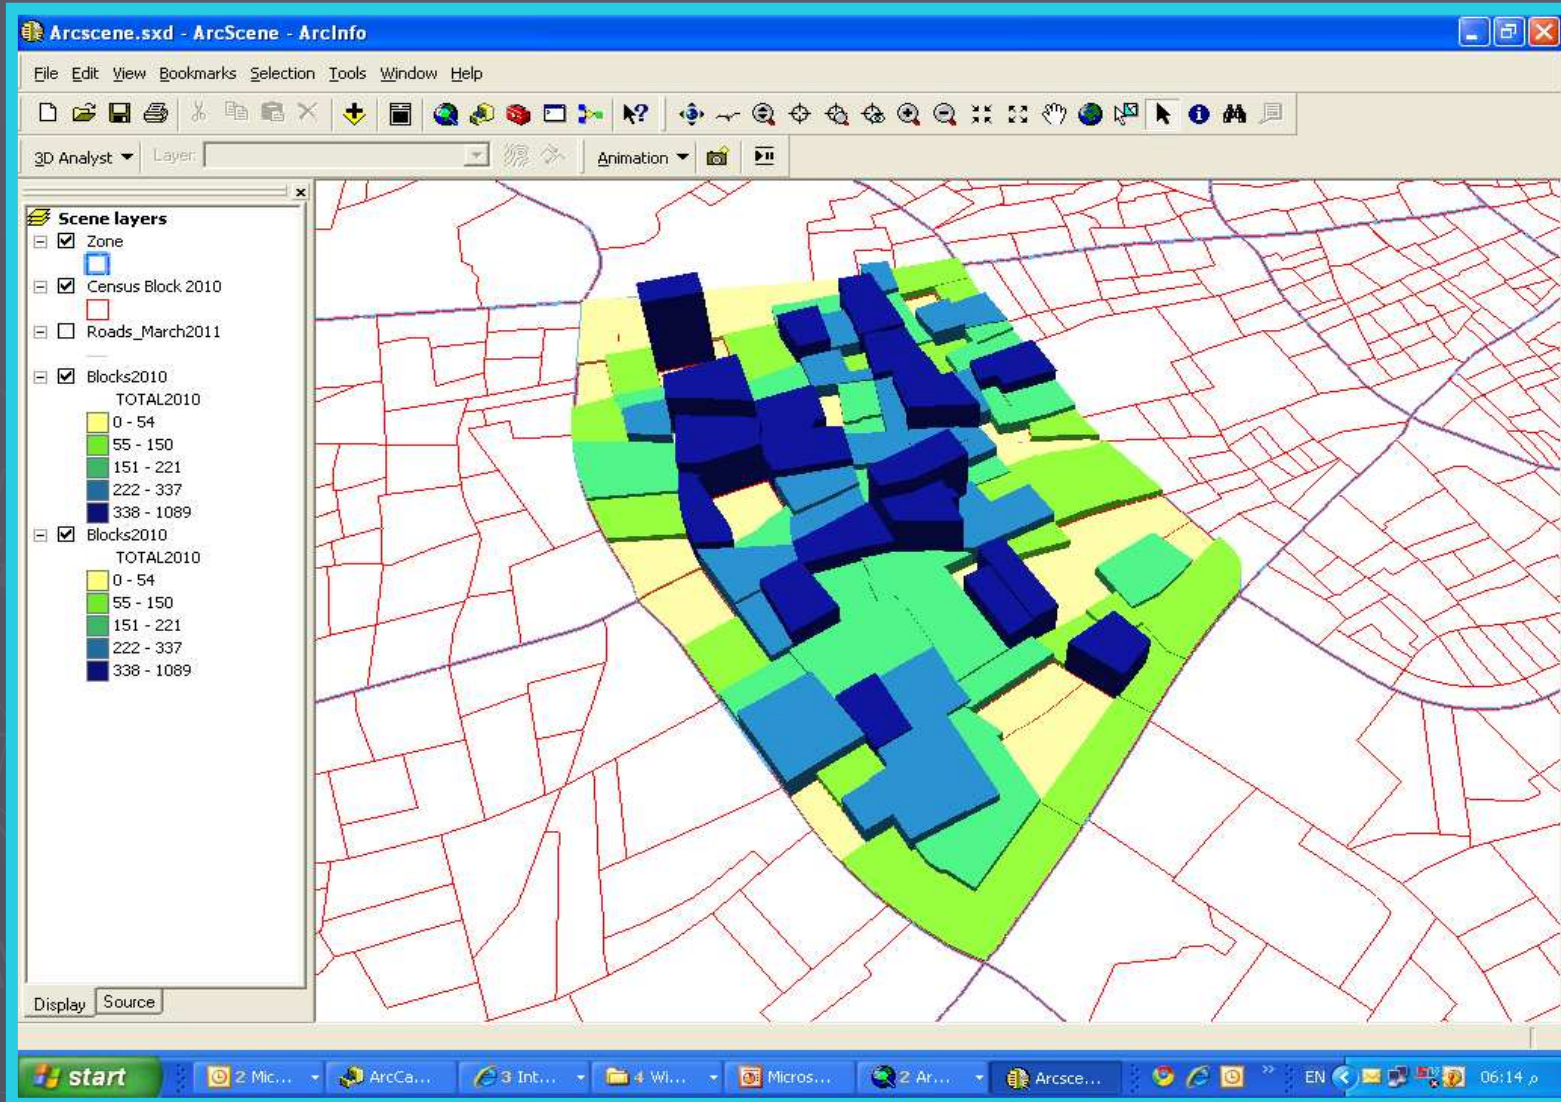 Arcscene.sxd - ArcScene - ArcInfo
File Edit View Bookmarks Selection Tools Window Help
3D Analyst Layer: Animation
Scene layers
Zone
Census Block 2010
Roads_March2011
Blocks2010
TOTAL2010
0 - 54
55 - 150
151 - 221
222 - 337
338 - 1089
Blocks2010
TOTAL2010
0 - 54
55 - 150
151 - 221
222 - 337
338 - 1089
Display Source
start 2 Mic... ArcCa... 3 Int... 4 Wi... Micros... 2 Ar... Arcsce... EN 06:14 م